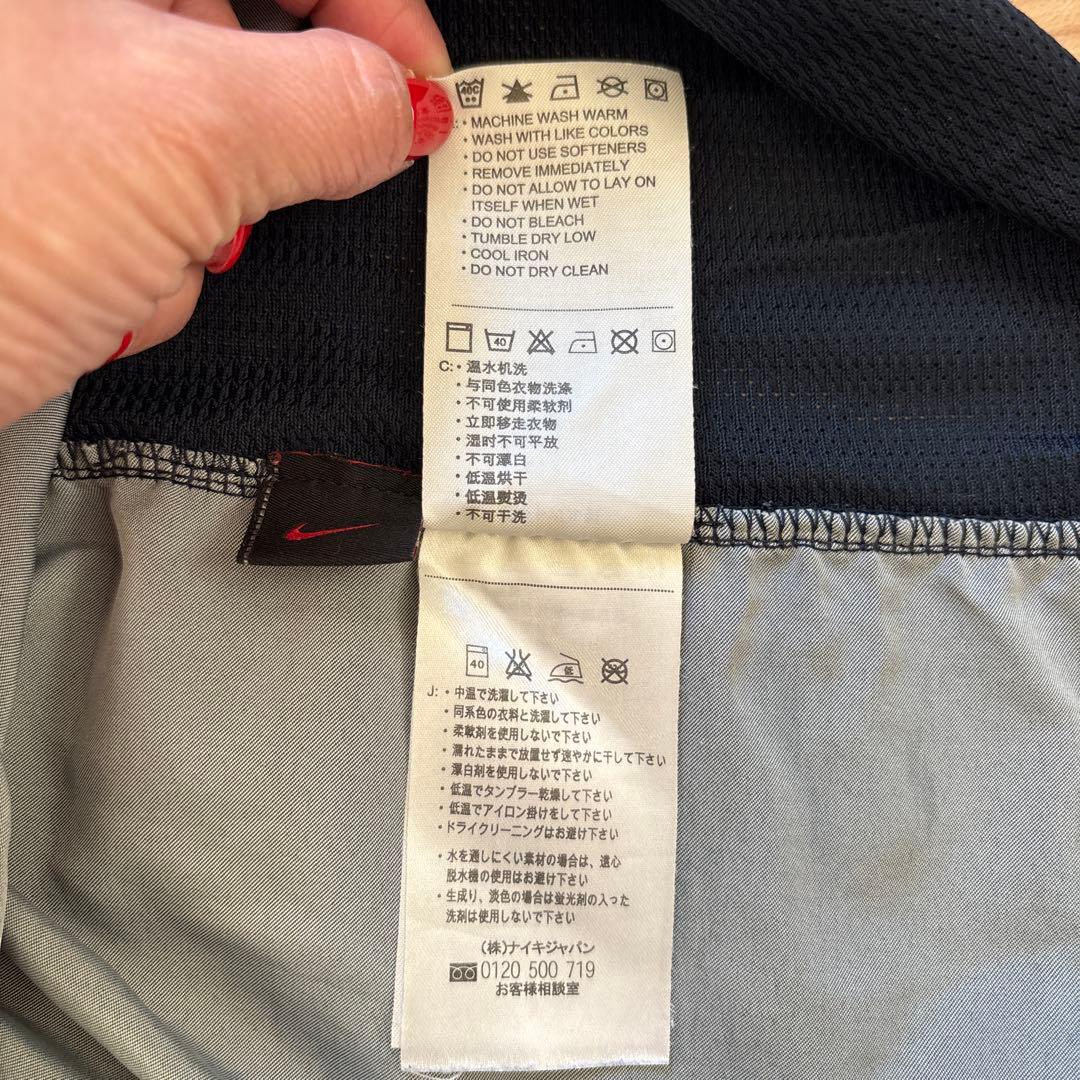 40C
: • MACHINE WASH WARM
• WASH WITH LIKE COLORS
• DO NOT USE SOFTENERS
• REMOVE IMMEDIATELY
• DO NOT ALLOW TO LAY ON
ITSELF WHEN WET
• DO NOT BLEACH
• TUMBLE DRY LOW
• COOL IRON
• DO NOT DRY CLEAN
40
C: • 温水机洗
• 与同色衣物洗涤
• 不可使用柔软剂
• 立即移走衣物
• 湿时不可平放
• 不可漂白
• 低温烘干
• 低温熨烫
• 不可干洗
40 低
J: • 中温で洗濯して下さい
• 同系色の衣料と洗濯して下さい
• 柔軟剤を使用しないで下さい
• 濡れたままで放置せず速やかに干して下さい
• 漂白剤を使用しないで下さい
• 低温でタンブラー乾燥して下さい
• 低温でアイロン掛けをして下さい
• ドライクリーニングはお避け下さい
• 水を通しにくい素材の場合は、遠心
脱水機の使用はお避け下さい
• 生成り、淡色の場合は蛍光剤の入った
洗剤は使用しないで下さい
(株)ナイキジャパン
0120 500 719
お客様相談室